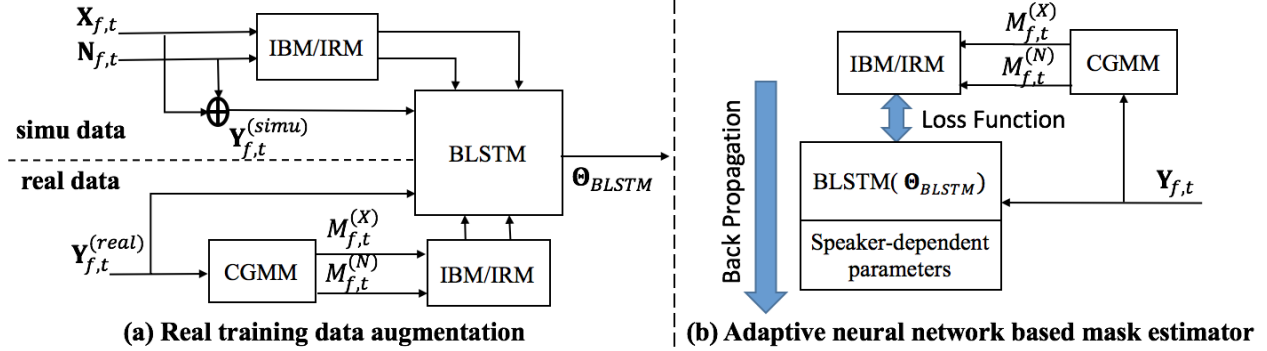 X_{f,t}
N_{f,t}
IBM/IRM
Y_{f,t}^{(simu)}
simu data
real data
BLSTM
Θ_{BLSTM}
Y_{f,t}^{(real)}
CGMM
M_{f,t}^{(X)}
M_{f,t}^{(N)}
IBM/IRM
(a) Real training data augmentation
M_{f,t}^{(X)}
M_{f,t}^{(N)}
IBM/IRM
CGMM
Loss Function
Back Propagation
BLSTM( Θ_{BLSTM})
Y_{f,t}
Speaker-dependent
parameters
(b) Adaptive neural network based mask estimator